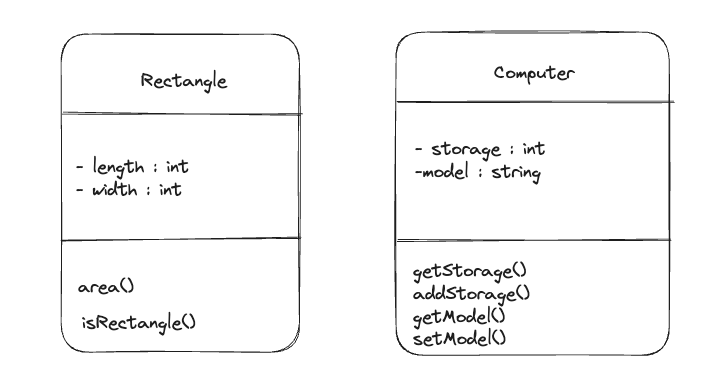 Rectangle
- length : int
- width : int
area()
isRectangle()
Computer
- storage : int
-model : string
getStorage()
addStorage()
getModel()
setModel()